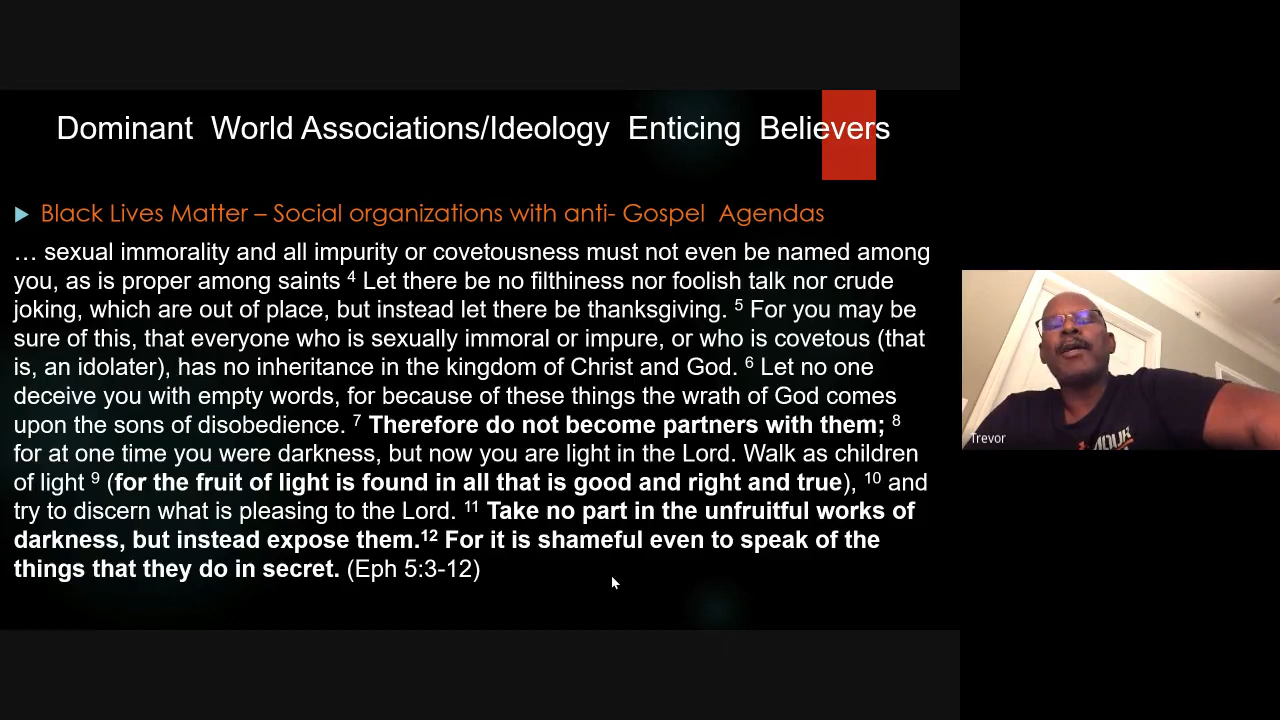 Dominant World Associations/Ideology Enticing Believers
Black Lives Matter – Social organizations with anti- Gospel Agendas
… sexual immorality and all impurity or covetousness must not even be named among
you, as is proper among saints ⁴ Let there be no filthiness nor foolish talk nor crude
joking, which are out of place, but instead let there be thanksgiving. ⁵ For you may be
sure of this, that everyone who is sexually immoral or impure, or who is covetous (that
is, an idolater), has no inheritance in the kingdom of Christ and God. ⁶ Let no one
deceive you with empty words, for because of these things the wrath of God comes
upon the sons of disobedience. ⁷ Therefore do not become partners with them; ⁸
for at one time you were darkness, but now you are light in the Lord. Walk as children
of light ⁹ (for the fruit of light is found in all that is good and right and true), ¹⁰ and
try to discern what is pleasing to the Lord. ¹¹ Take no part in the unfruitful works of
darkness, but instead expose them.¹² For it is shameful even to speak of the
things that they do in secret. (Eph 5:3-12)
Trevor